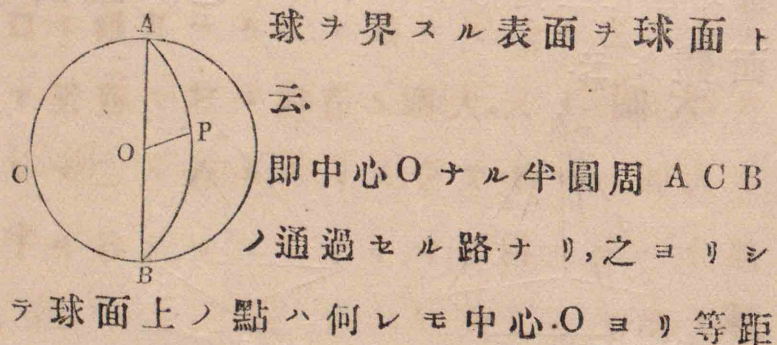 球ヲ界スル表面ヲ球面ト
云.
即中心Oナル半圓周ACB
ノ通過セル路ナリ,之ヨリシ
テ球面上ノ點ハ何レモ中心Oヨリ等距
A
O
P
C
B